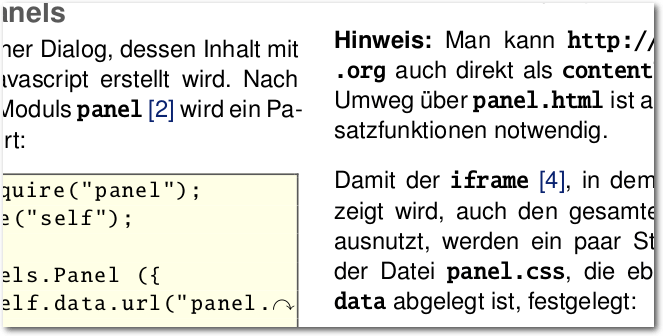 anels
ner Dialog, dessen Inhalt mit
avascript erstellt wird. Nach
Moduls panel [2] wird ein Pa-
rt:
quire("panel");
e("self");
els.Panel ({
elf.data.url("panel.
Hinweis: Man kann http://
.org auch direkt als content
Umweg über panel.html ist a
satzfunktionen notwendig.
Damit der iframe [4], in dem
zeigt wird, auch den gesamte
ausnutzt, werden ein paar St
der Datei panel.css, die eb
data abgelegt ist, festgelegt: